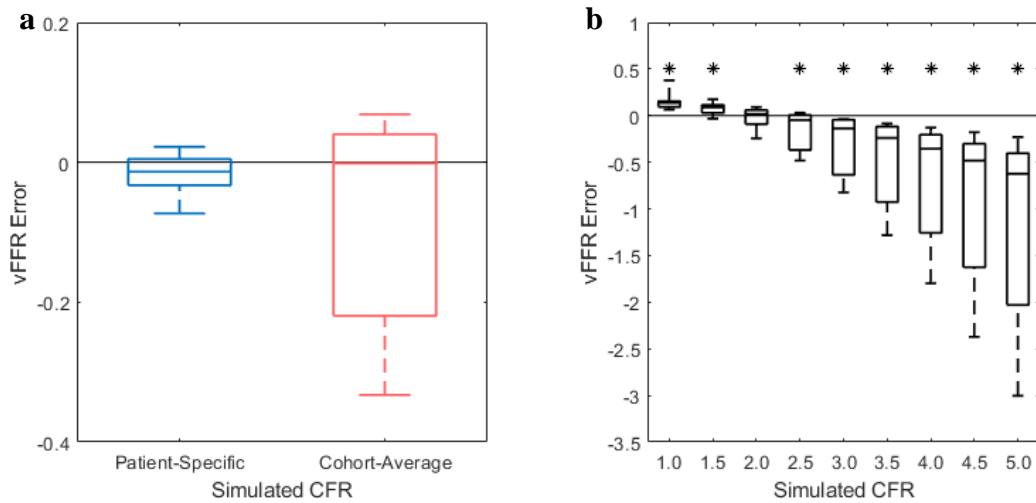 a
0.2
0
-0.2
-0.4
vFFR Error
Patient-Specific Cohort-Average
Simulated CFR
b
1
0.5
0
-0.5
-1
-1.5
-2
-2.5
-3
-3.5
vFFR Error
* * * * * * * *
1.0 1.5 2.0 2.5 3.0 3.5 4.0 4.5 5.0
Simulated CFR